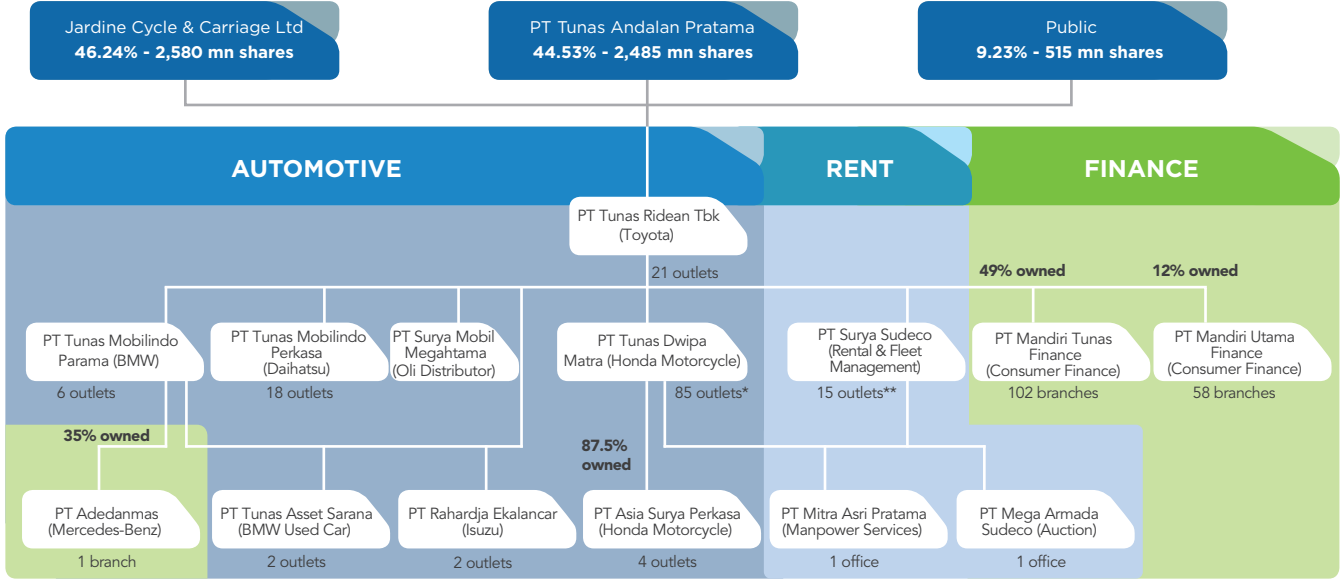 Jardine Cycle & Carriage Ltd
46.24% - 2,580 mn shares
PT Tunas Andalan Pratama
44.53% - 2,485 mn shares
Public
9.23% - 515 mn shares
AUTOMOTIVE
RENT
FINANCE
PT Tunas Ridean Tbk
(Toyota)
21 outlets
49% owned
12% owned
PT Tunas Mobilindo
Parama (BMW)
6 outlets
PT Tunas Mobilindo
Perkasa
(Daihatsu)
18 outlets
PT Surya Mobil
Megahtama
(Oli Distributor)
PT Tunas Dwipa
Matra (Honda Motorcycle)
85 outlets*
PT Surya Sudeco
(Rental & Fleet
Management)
15 outlets**
PT Mandiri Tunas
Finance
(Consumer Finance)
102 branches
PT Mandiri Utama
Finance
(Consumer Finance)
58 branches
35% owned
87.5%
owned
PT Adedanmas
(Mercedes-Benz)
1 branch
PT Tunas Asset Sarana
(BMW Used Car)
2 outlets
PT Rahardja Ekalancar
(Isuzu)
2 outlets
PT Asia Surya Perkasa
(Honda Motorcycle)
4 outlets
PT Mitra Asri Pratama
(Manpower Services)
1 office
PT Mega Armada
Sudeco (Auction)
1 office